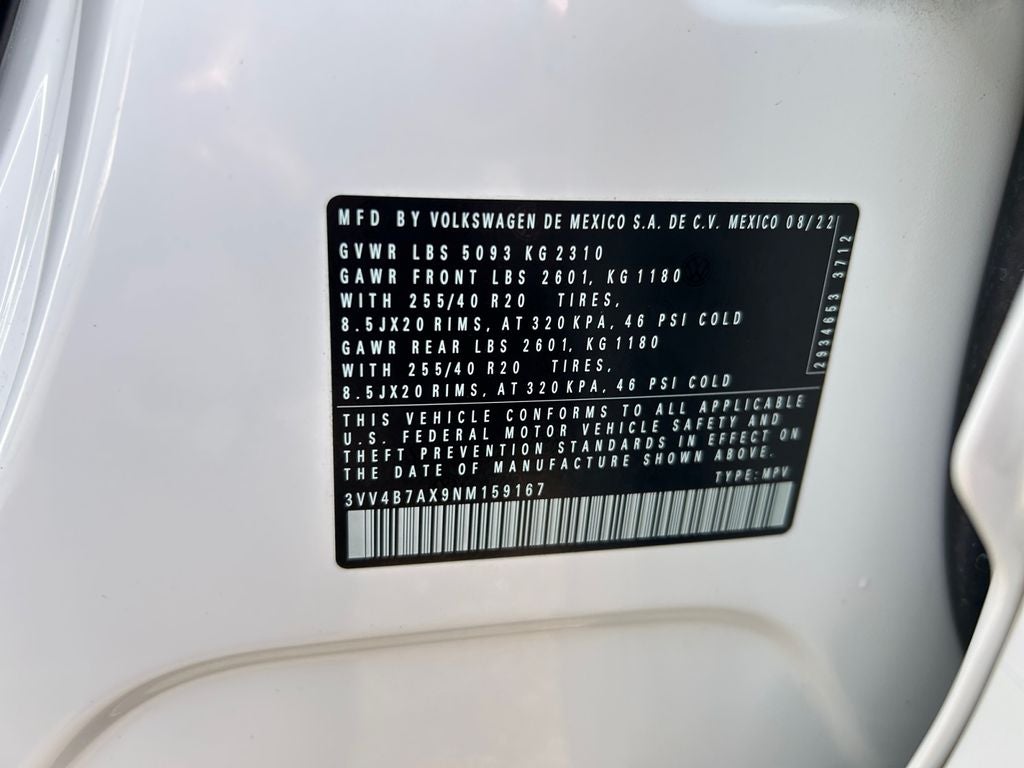 MFD BY VOLKSWAGEN DE MEXICO S.A. DE C.V. MEXICO 08/22
GVWR LBS 5093 KG 2310
GAWR FRONT LBS 2601, KG 1180
WITH 255/40 R20 TIRES,
8.5JX20 RIMS, AT 320 KPA, 46 PSI COLD
GAWR REAR LBS 2601, KG 1180
WITH 255/40 R20 TIRES,
8.5JX20 RIMS, AT 320 KPA, 46 PSI COLD
2934653 3712
THIS VEHICLE CONFORMS TO ALL APPLICABLE
U.S. FEDERAL MOTOR VEHICLE SAFETY AND
THEFT PREVENTION STANDARDS IN EFFECT ON
THE DATE OF MANUFACTURE SHOWN ABOVE.
TYPE: MPV
3VV4B7AX9NM159167